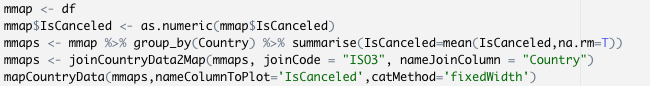 mmap <- df
mmap$IsCanceled <- as.numeric(mmap$IsCanceled)
mmaps <- mmap %>% group_by(Country) %>% summarise(IsCanceled=mean(IsCanceled,na.rm=T))
mmaps <- joinCountryData2Map(mmaps, joinCode = "ISO3", nameJoinColumn = "Country")
mapCountryData(mmaps,nameColumnToPlot='IsCanceled',catMethod='fixedWidth')